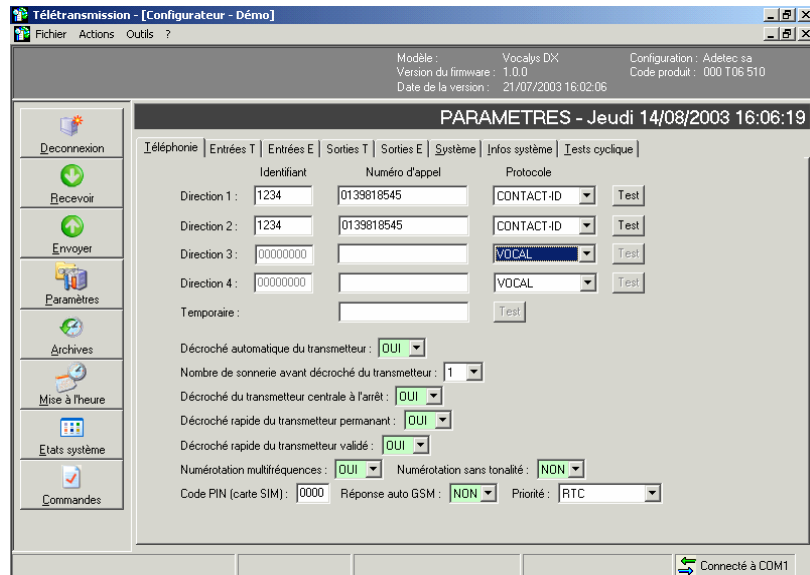 Télétransmission - [Configurateur - Démo]
Fichier Actions Outils ?
Modèle : Vocalys DX Configuration : Adetec sa
Version du firmware : 1.0.0 Code produit : 000 T06 510
Date de la version : 21/07/2003 16:02:06
PARAMETRES - Jeudi 14/08/2003 16:06:19
Deconnexion
Recevoir
Envoyer
Paramètres
Archives
Mise à l'heure
Etats système
Commandes
Téléphonie Entrées T Entrées E Sorties T Sorties E Système Infos système Tests cyclique
Identifiant Numéro d'appel Protocole
Direction 1 : 1234 0139818545 CONTACT-ID Test
Direction 2 : 1234 0139818545 CONTACT-ID Test
Direction 3 : 00000000 VOCAL Test
Direction 4 : 00000000 VOCAL Test
Temporaire : Test
Décroché automatique du transmetteur : OUI
Nombre de sonnerie avant décroché du transmetteur : 1
Décroché du transmetteur centrale à l'arrêt : OUI
Décroché rapide du transmetteur permanant : OUI
Décroché rapide du transmetteur validé : OUI
Numérotation multifréquences : OUI Numérotation sans tonalité : NON
Code PIN (carte SIM) : 0000 Réponse auto GSM : NON Priorité : RTC
Connecté à COM1